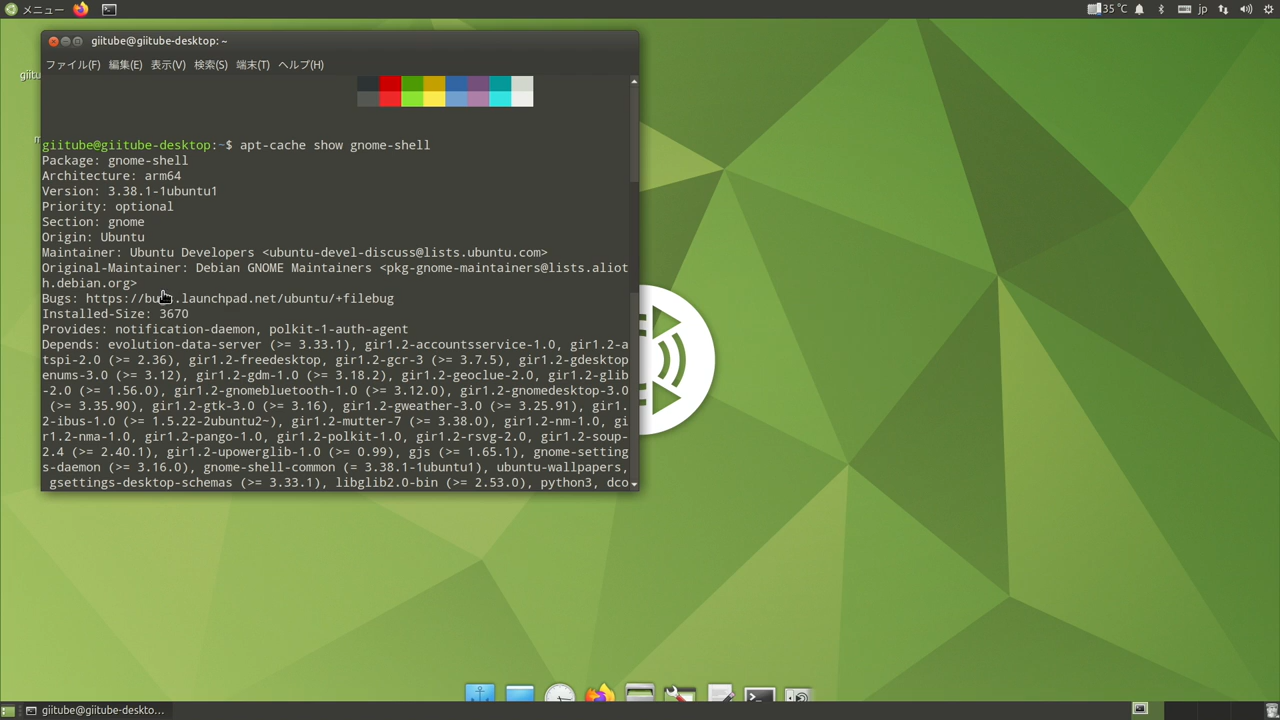 メニュー
35 °C
jp
giitube@giitube-desktop: ~
ファイル(F) 編集(E) 表示(V) 検索(S) 端末(T) ヘルプ(H)
giitu
giitube@giitube-desktop:~$ apt-cache show gnome-shell
Package: gnome-shell
Architecture: arm64
Version: 3.38.1-1ubuntu1
Priority: optional
Section: gnome
Origin: Ubuntu
Maintainer: Ubuntu Developers <ubuntu-devel-discuss@lists.ubuntu.com>
Original-Maintainer: Debian GNOME Maintainers <pkg-gnome-maintainers@lists.aliot
h.debian.org>
Bugs: https://bugs.launchpad.net/ubuntu/+filebug
Installed-Size: 3670
Provides: notification-daemon, polkit-1-auth-agent
Depends: evolution-data-server (>= 3.33.1), gir1.2-accountsservice-1.0, gir1.2-a
tspi-2.0 (>= 2.36), gir1.2-freedesktop, gir1.2-gcr-3 (>= 3.7.5), gir1.2-gdesktop
enums-3.0 (>= 3.12), gir1.2-gdm-1.0 (>= 3.18.2), gir1.2-geoclue-2.0, gir1.2-glib
-2.0 (>= 1.56.0), gir1.2-gnomebluetooth-1.0 (>= 3.12.0), gir1.2-gnomedesktop-3.0
(>= 3.35.90), gir1.2-gtk-3.0 (>= 3.16), gir1.2-gweather-3.0 (>= 3.25.91), gir1.
2-ibus-1.0 (>= 1.5.22-2ubuntu2~), gir1.2-mutter-7 (>= 3.38.0), gir1.2-nm-1.0, gi
r1.2-nma-1.0, gir1.2-pango-1.0, gir1.2-polkit-1.0, gir1.2-rsvg-2.0, gir1.2-soup-
2.4 (>= 2.40.1), gir1.2-upowerglib-1.0 (>= 0.99), gjs (>= 1.65.1), gnome-setting
s-daemon (>= 3.16.0), gnome-shell-common (= 3.38.1-1ubuntu1), ubuntu-wallpapers,
gsettings-desktop-schemas (>= 3.33.1), libglib2.0-bin (>= 2.53.0), python3, dco
giitube@giitube-deskto...